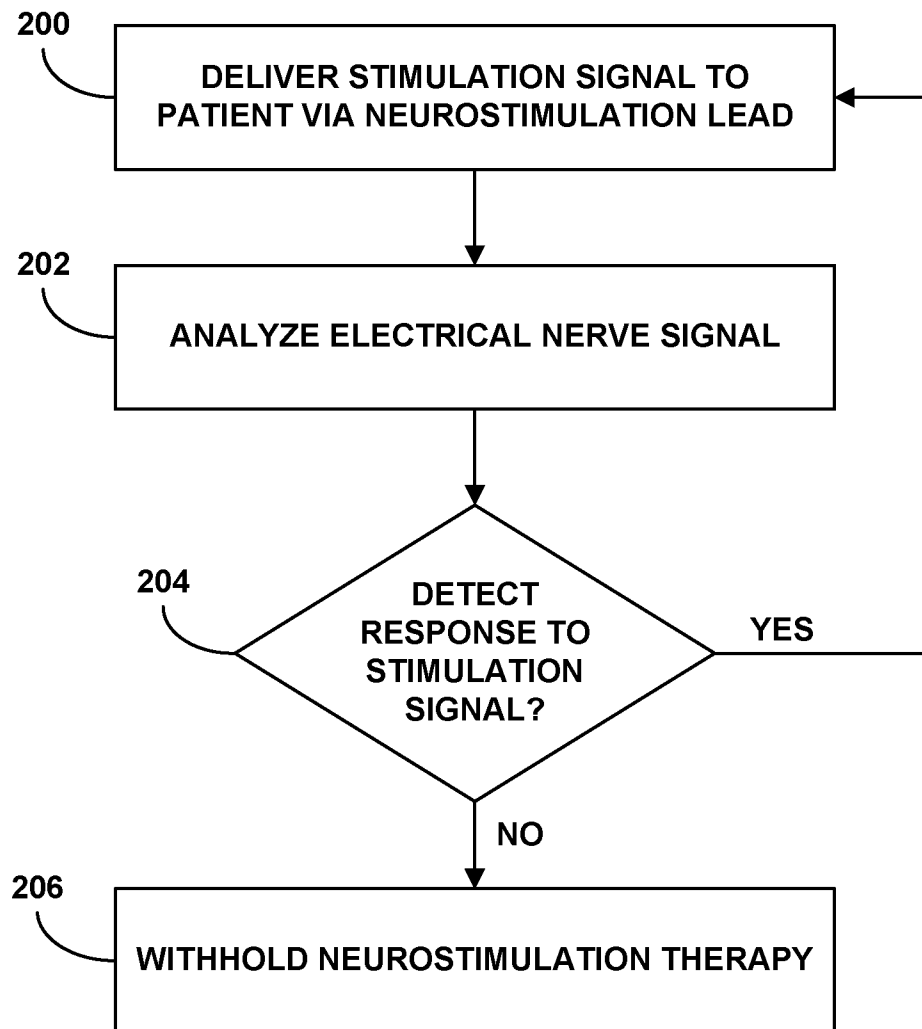 200
DELIVER STIMULATION SIGNAL TO
PATIENT VIA NEUROSTIMULATION LEAD
202
ANALYZE ELECTRICAL NERVE SIGNAL
204
DETECT
RESPONSE TO
STIMULATION
SIGNAL?
YES
NO
206
WITHHOLD NEUROSTIMULATION THERAPY